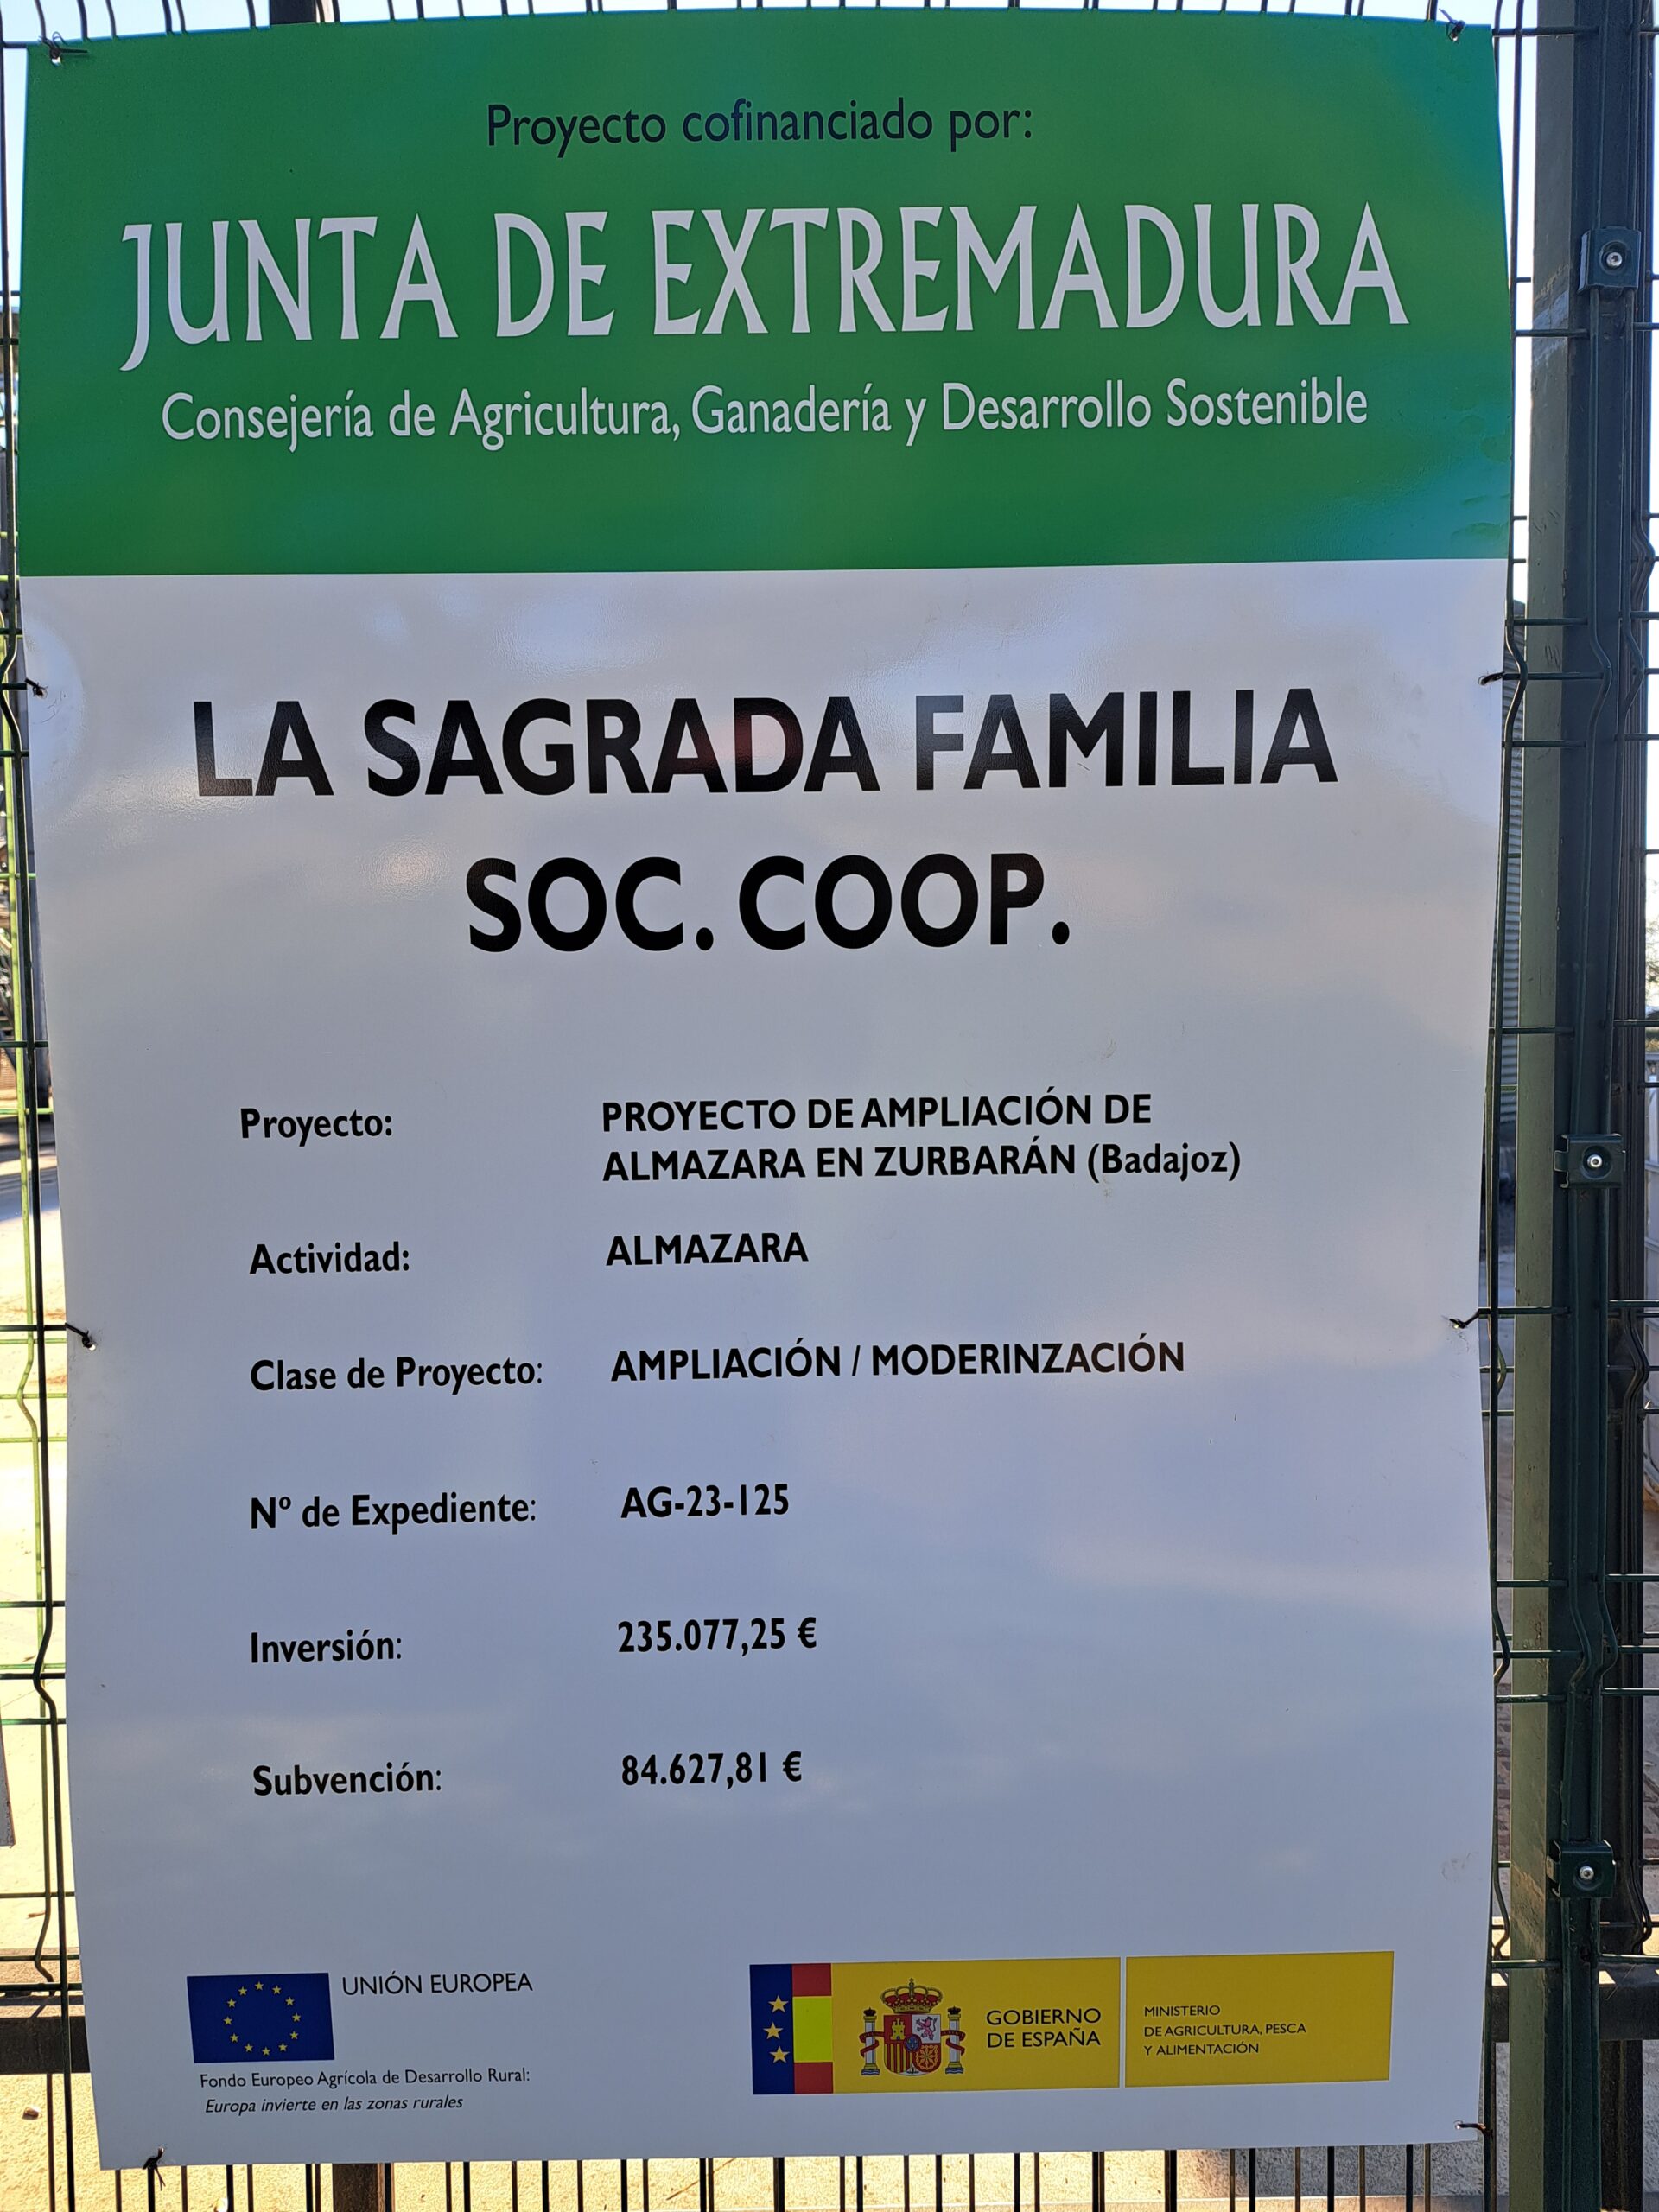 Proyecto cofinanciado por:
JUNTA DE EXTREMADURA
Consejería de Agricultura, Ganadería y Desarrollo Sostenible
LA SAGRADA FAMILIA
SOC. COOP.
Proyecto: PROYECTO DE AMPLIACIÓN DE
ALMAZARA EN ZURBARÁN (Badajoz)
Actividad: ALMAZARA
Clase de Proyecto: AMPLIACIÓN / MODERINZACIÓN
Nº de Expediente: AG-23-125
Inversión: 235.077,25 €
Subvención: 84.627,81 €
UNIÓN EUROPEA
Fondo Europeo Agrícola de Desarrollo Rural:
Europa invierte en las zonas rurales
GOBIERNO
DE ESPAÑA
MINISTERIO
DE AGRICULTURA, PESCA
Y ALIMENTACIÓN